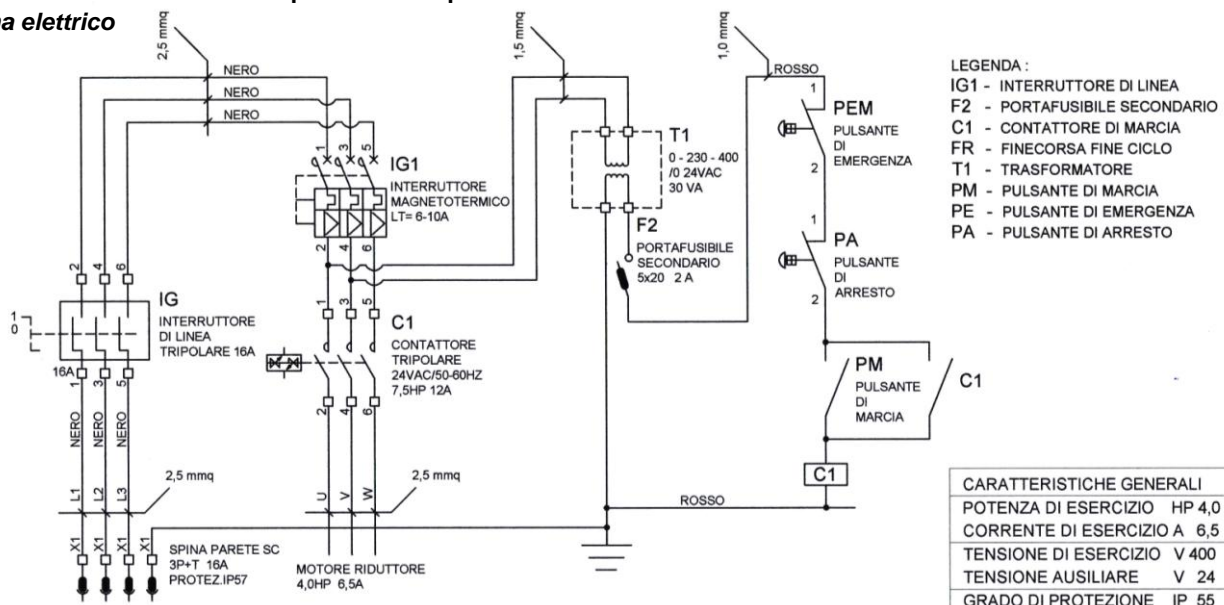 a elettrico
2,5 mmq
1,5 mmq
1,0 mmq
NERO
NERO
NERO
ROSSO
1 3 5
IG1
INTERRUTTORE
MAGNETOTERMICO
LT= 6-10A
2 4 6
T1
0 - 230 - 400
/0 24VAC
30 VA
F2
PORTAFUSIBILE
SECONDARIO
5x20 2 A
1
PEM
PULSANTE
DI
EMERGENZA
2
1
PA
PULSANTE
DI
ARRESTO
2
PM
PULSANTE
DI
MARCIA
C1
C1
ROSSO
2 4 6
IG
INTERRUTTORE
DI LINEA
TRIPOLARE 16A
1
0
16A
1 3 5
NERO
NERO
NERO
L1 L2 L3
2,5 mmq
X1 X1 X1 X1
SPINA PARETE SC
3P+T 16A
PROTEZ.IP57
1 3 5
C1
CONTATTORE
TRIPOLARE
24VAC/50-60HZ
7,5HP 12A
2 4 6
U V W
2,5 mmq
MOTORE RIDUTTORE
4,0HP 6,5A
LEGENDA :
IG1 - INTERRUTTORE DI LINEA
F2 - PORTAFUSIBILE SECONDARIO
C1 - CONTATTORE DI MARCIA
FR - FINECORSA FINE CICLO
T1 - TRASFORMATORE
PM - PULSANTE DI MARCIA
PE - PULSANTE DI EMERGENZA
PA - PULSANTE DI ARRESTO
CARATTERISTICHE GENERALI
POTENZA DI ESERCIZIO HP 4,0
CORRENTE DI ESERCIZIO A 6,5
TENSIONE DI ESERCIZIO V 400
TENSIONE AUSILIARE V 24
GRADO DI PROTEZIONE IP 55